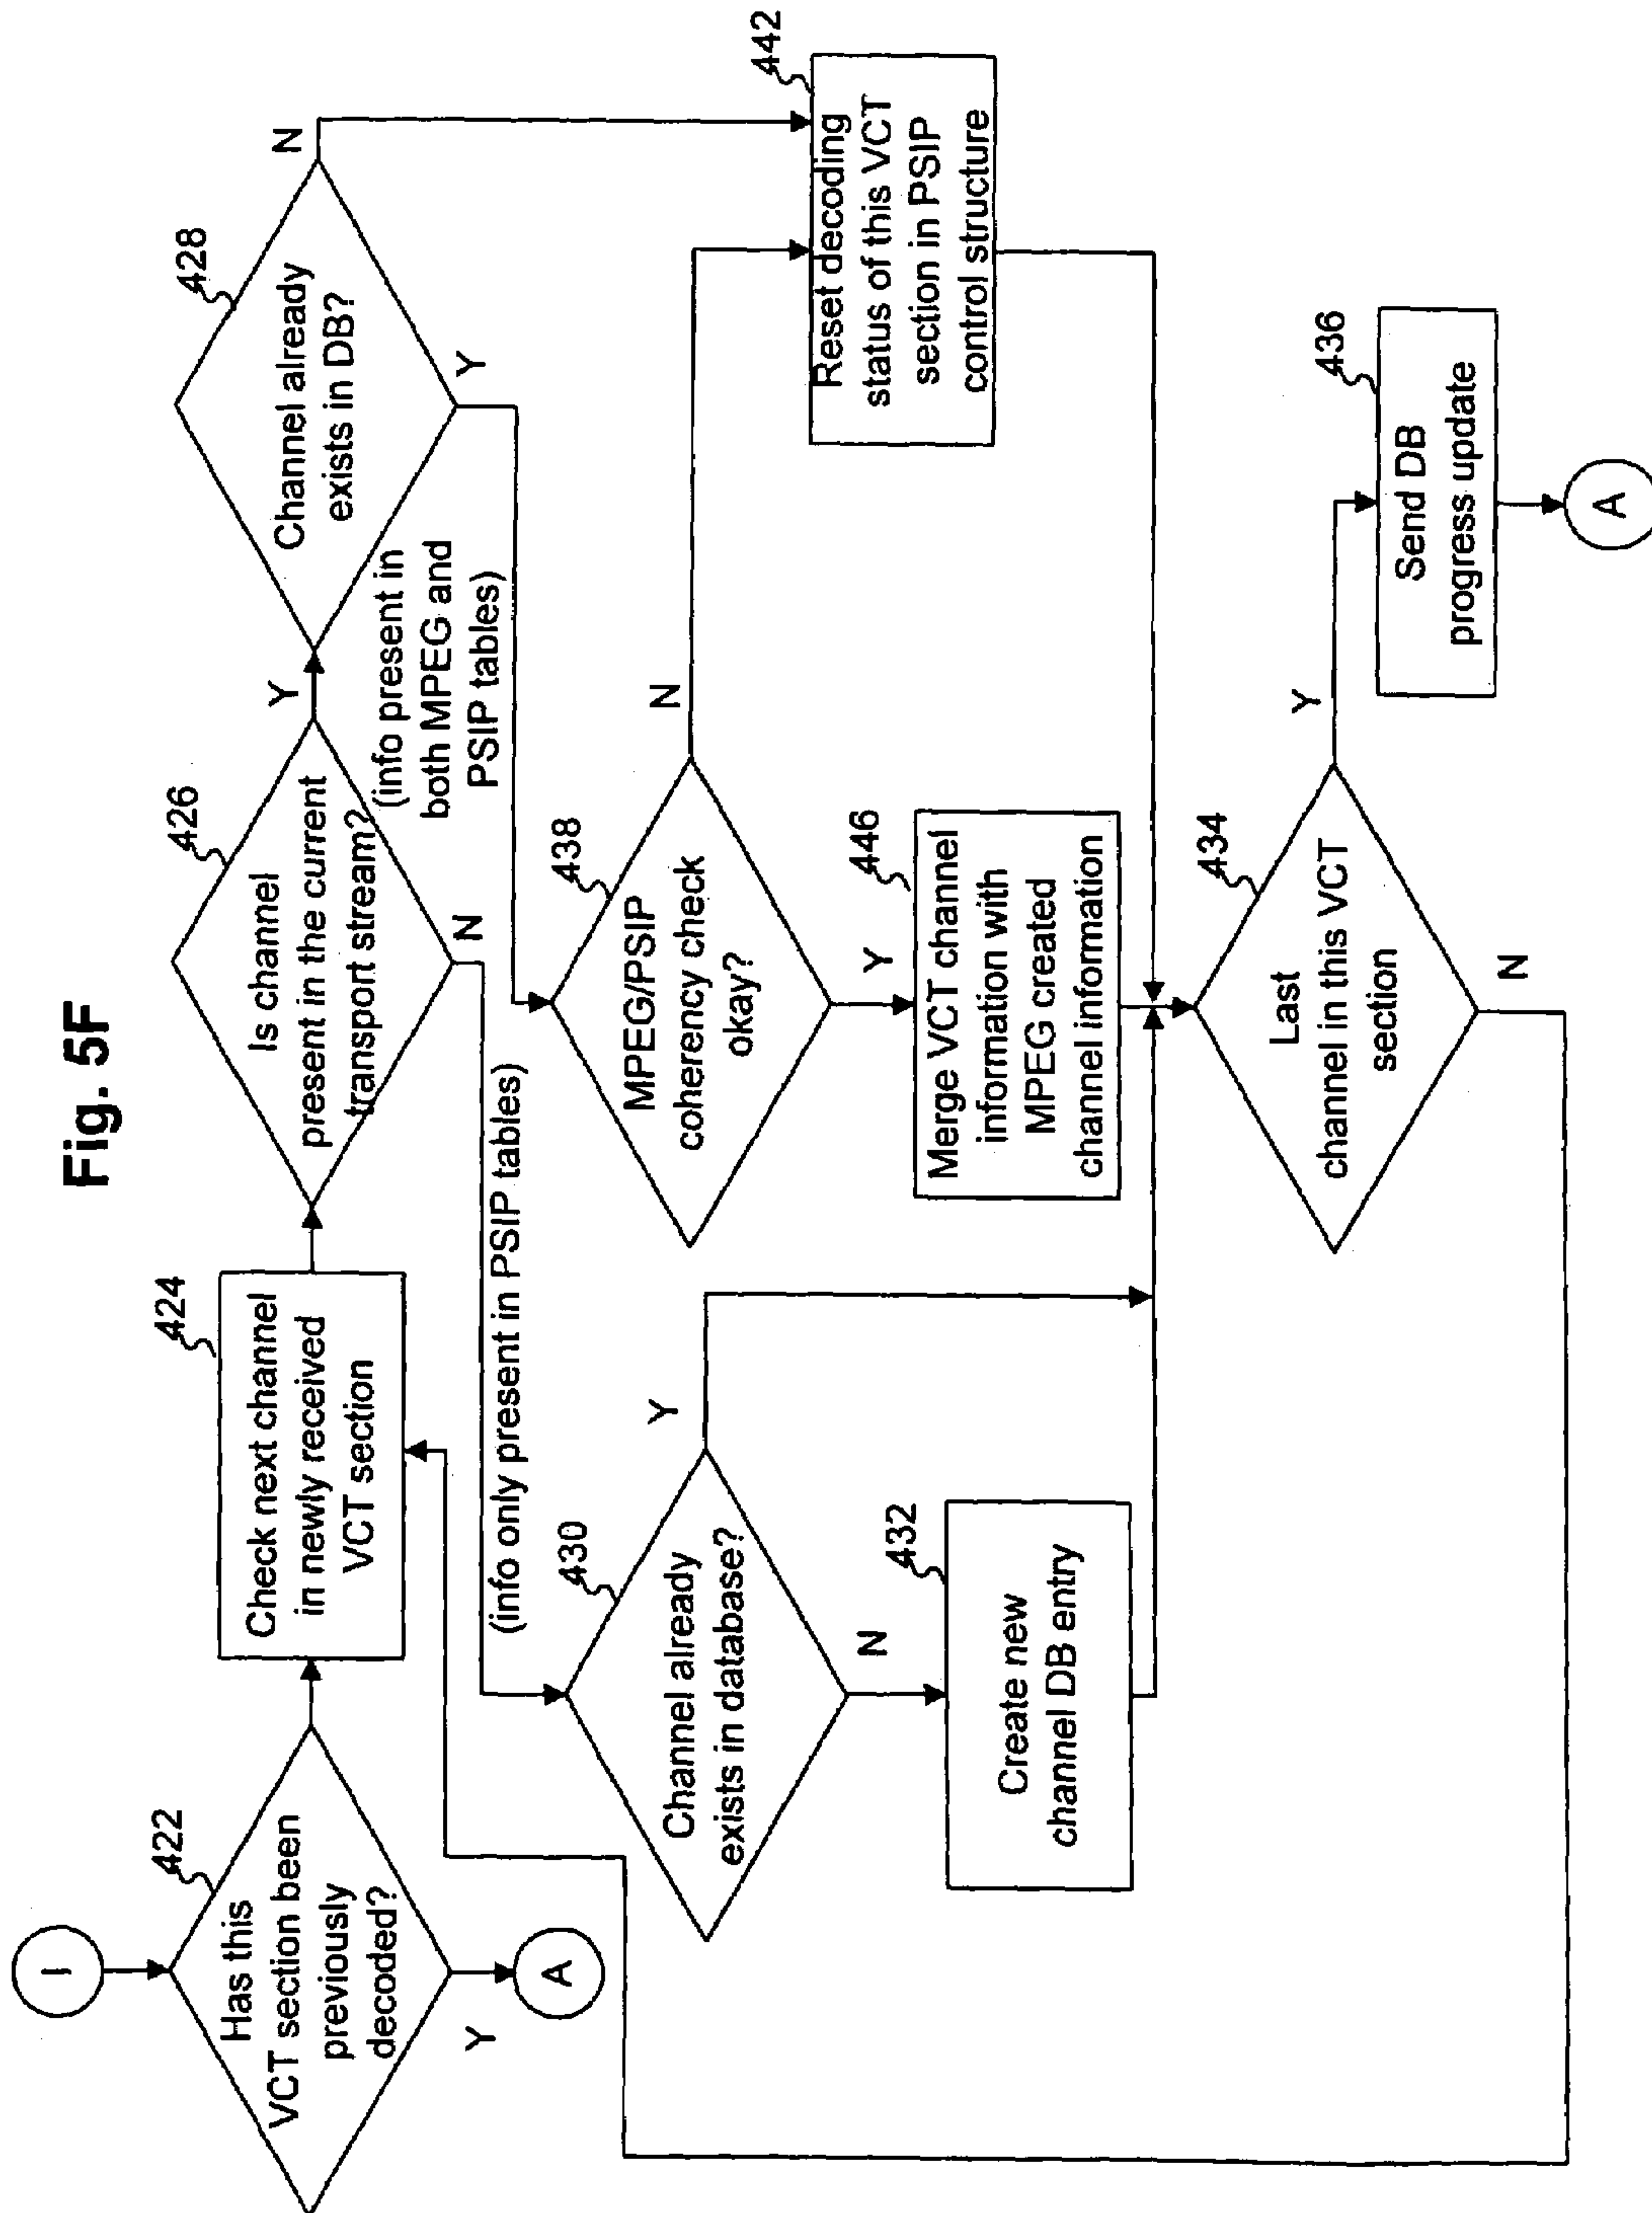 Fig. 5F
I
422
Has this
VCT section been
previously
decoded?
Y
A
424
Check next channel
in newly received
VCT section
426
Is channel
present in the current
transport stream?
Y
N
428
Channel already
exists in DB?
N
Y
(info present in
both MPEG and
PSIP tables)
(info only present in PSIP tables)
430
Channel already
exists in database?
Y
N
432
Create new
channel DB entry
438
MPEG/PSIP
coherency check
okay?
N
Y
446
Merge VCT channel
information with
MPEG created
channel information
442
Reset decoding
status of this VCT
section in PSIP
control structure
434
Last
channel in this VCT
section
Y
N
436
Send DB
progress update
A